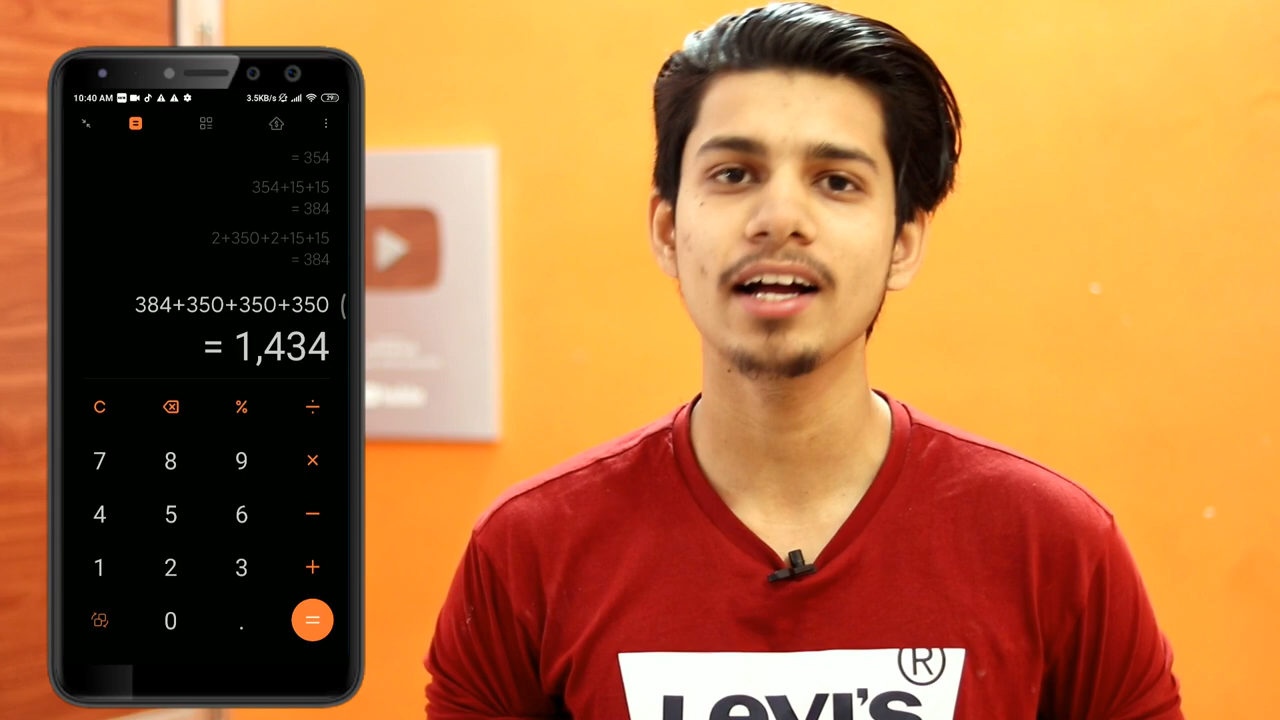 10:40 AM
3.5KB/s
29
= 354
354+15+15
= 384
2+350+2+15+15
= 384
384+350+350+350 (
= 1,434
C
%
÷
7 8 9 ×
4 5 6 −
1 2 3 +
0 . =
Levi's ®